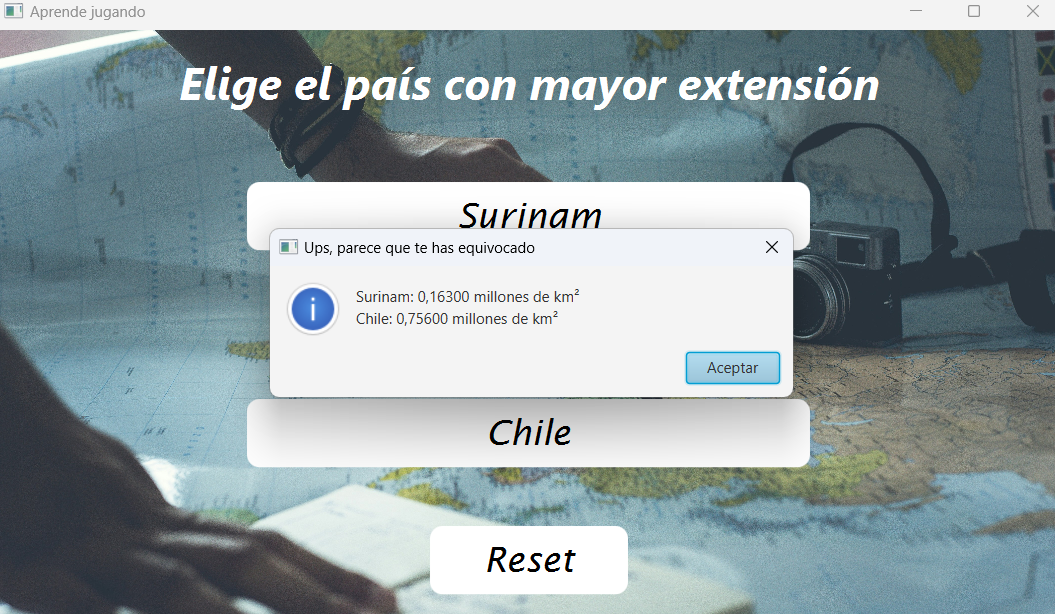 Aprende jugando
Elige el país con mayor extensión
Surinam
Ups, parece que te has equivocado
Surinam: 0,16300 millones de km²
Chile: 0,75600 millones de km²
Aceptar
Chile
Reset